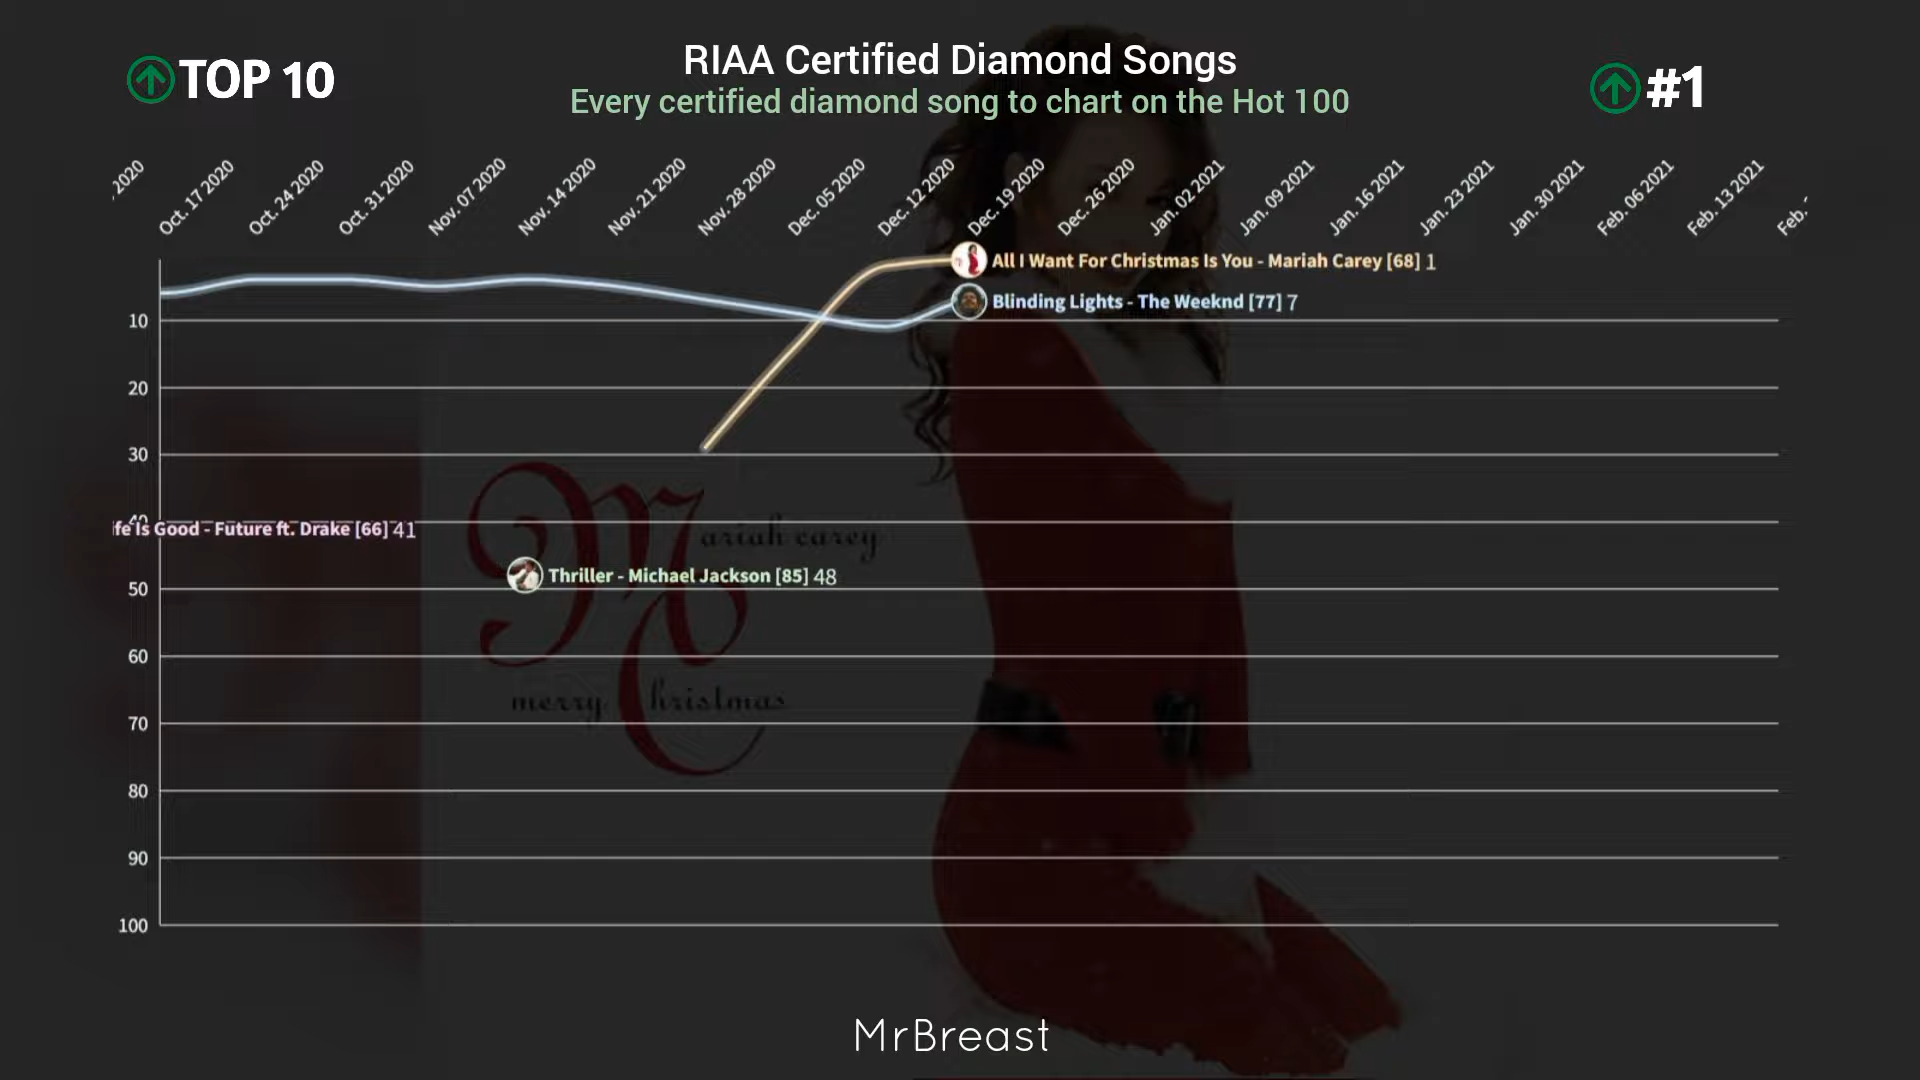 TOP 10
RIAA Certified Diamond Songs
Every certified diamond song to chart on the Hot 100
#1
, 2020
Oct. 17 2020
Oct. 24 2020
Oct. 31 2020
Nov. 07 2020
Nov. 14 2020
Nov. 21 2020
Nov. 28 2020
Dec. 05 2020
Dec. 12 2020
Dec. 19 2020
Dec. 26 2020
Jan. 02 2021
Jan. 09 2021
Jan. 16 2021
Jan. 23 2021
Jan. 30 2021
Feb. 06 2021
Feb. 13 2021
Feb.
All I Want For Christmas Is You - Mariah Carey [68] 1
Blinding Lights - The Weeknd [77] 7
10
20
30
40
fe Is Good - Future ft. Drake [66] 41
mariah carey
Thriller - Michael Jackson [85] 48
50
60
merry Christmas
70
80
90
100
MrBreast